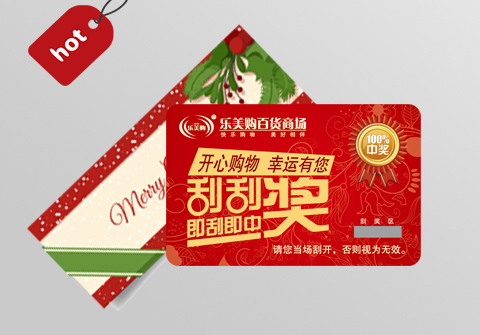 hot
Merry
乐美购
乐美购百货商场
快乐购物 美好相伴
100%
中奖
开心购物 幸运有您
刮刮奖
即刮即中
刮奖区
请您当场刮开，否则视为无效。